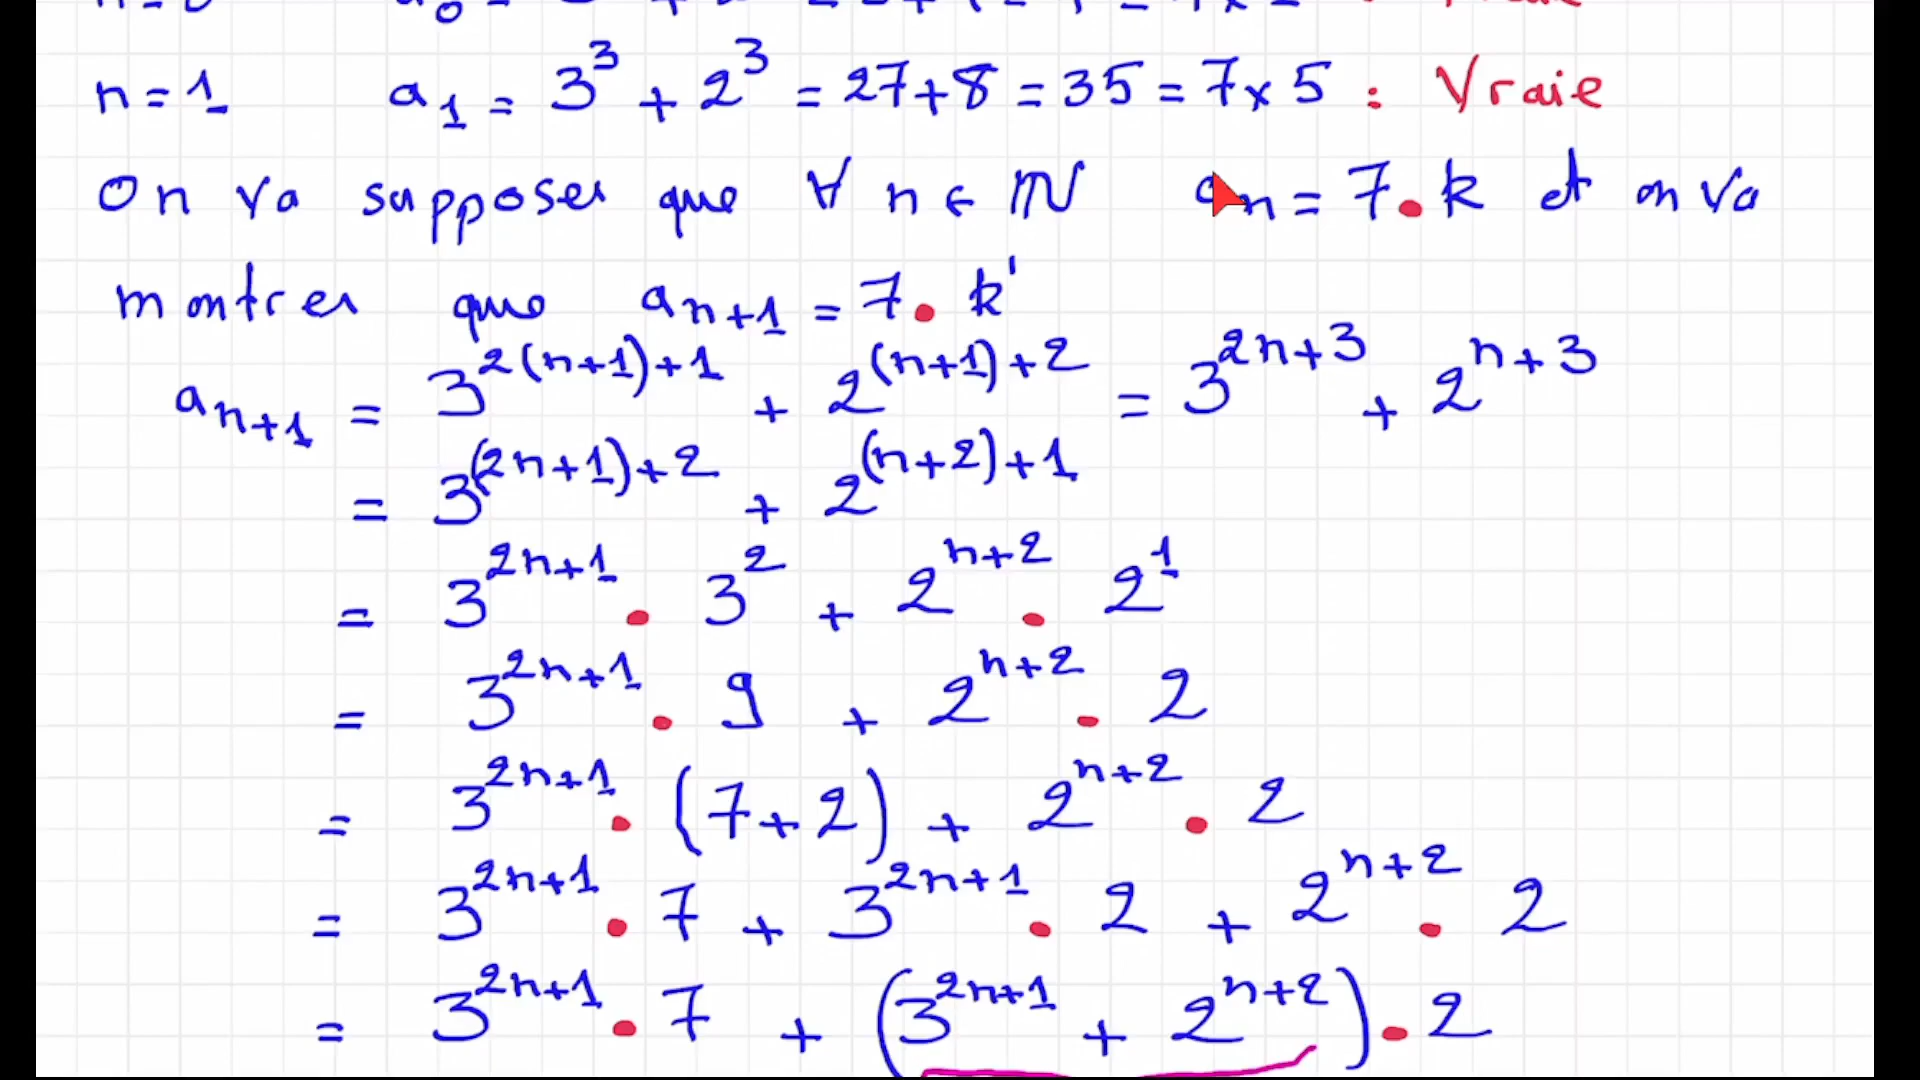 n=1 a₁ = 3³ + 2³ = 27+8 = 35 = 7×5 : Vraie
On va supposer que ∀ n ∈ ℕ aₙ = 7 • k et on va
montrer que aₙ₊₁ = 7 • k'
aₙ₊₁ = 3^{2(n+1)+1} + 2^{(n+1)+2} = 3^{2n+3} + 2^{n+3}
= 3^{(2n+1)+2} + 2^{(n+2)+1}
= 3^{2n+1} • 3² + 2^{n+2} • 2¹
= 3^{2n+1} • 9 + 2^{n+2} • 2
= 3^{2n+1} • (7+2) + 2^{n+2} • 2
= 3^{2n+1} • 7 + 3^{2n+1} • 2 + 2^{n+2} • 2
= 3^{2n+1} • 7 + (3^{2n+1} + 2^{n+2}) • 2